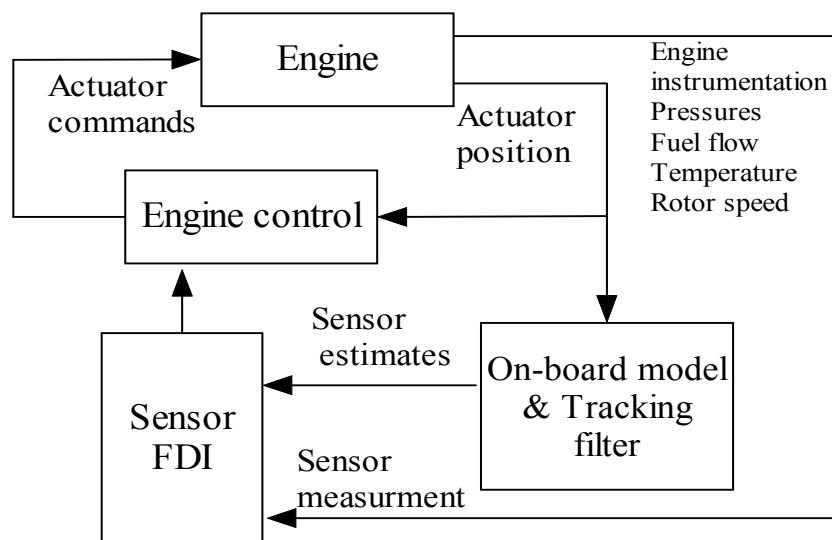 Engine
Actuator
commands
Actuator
position
Engine
instrumentation
Pressures
Fuel flow
Temperature
Rotor speed
Engine control
Sensor
estimates
On-board model
& Tracking
filter
Sensor
FDI
Sensor
measurment